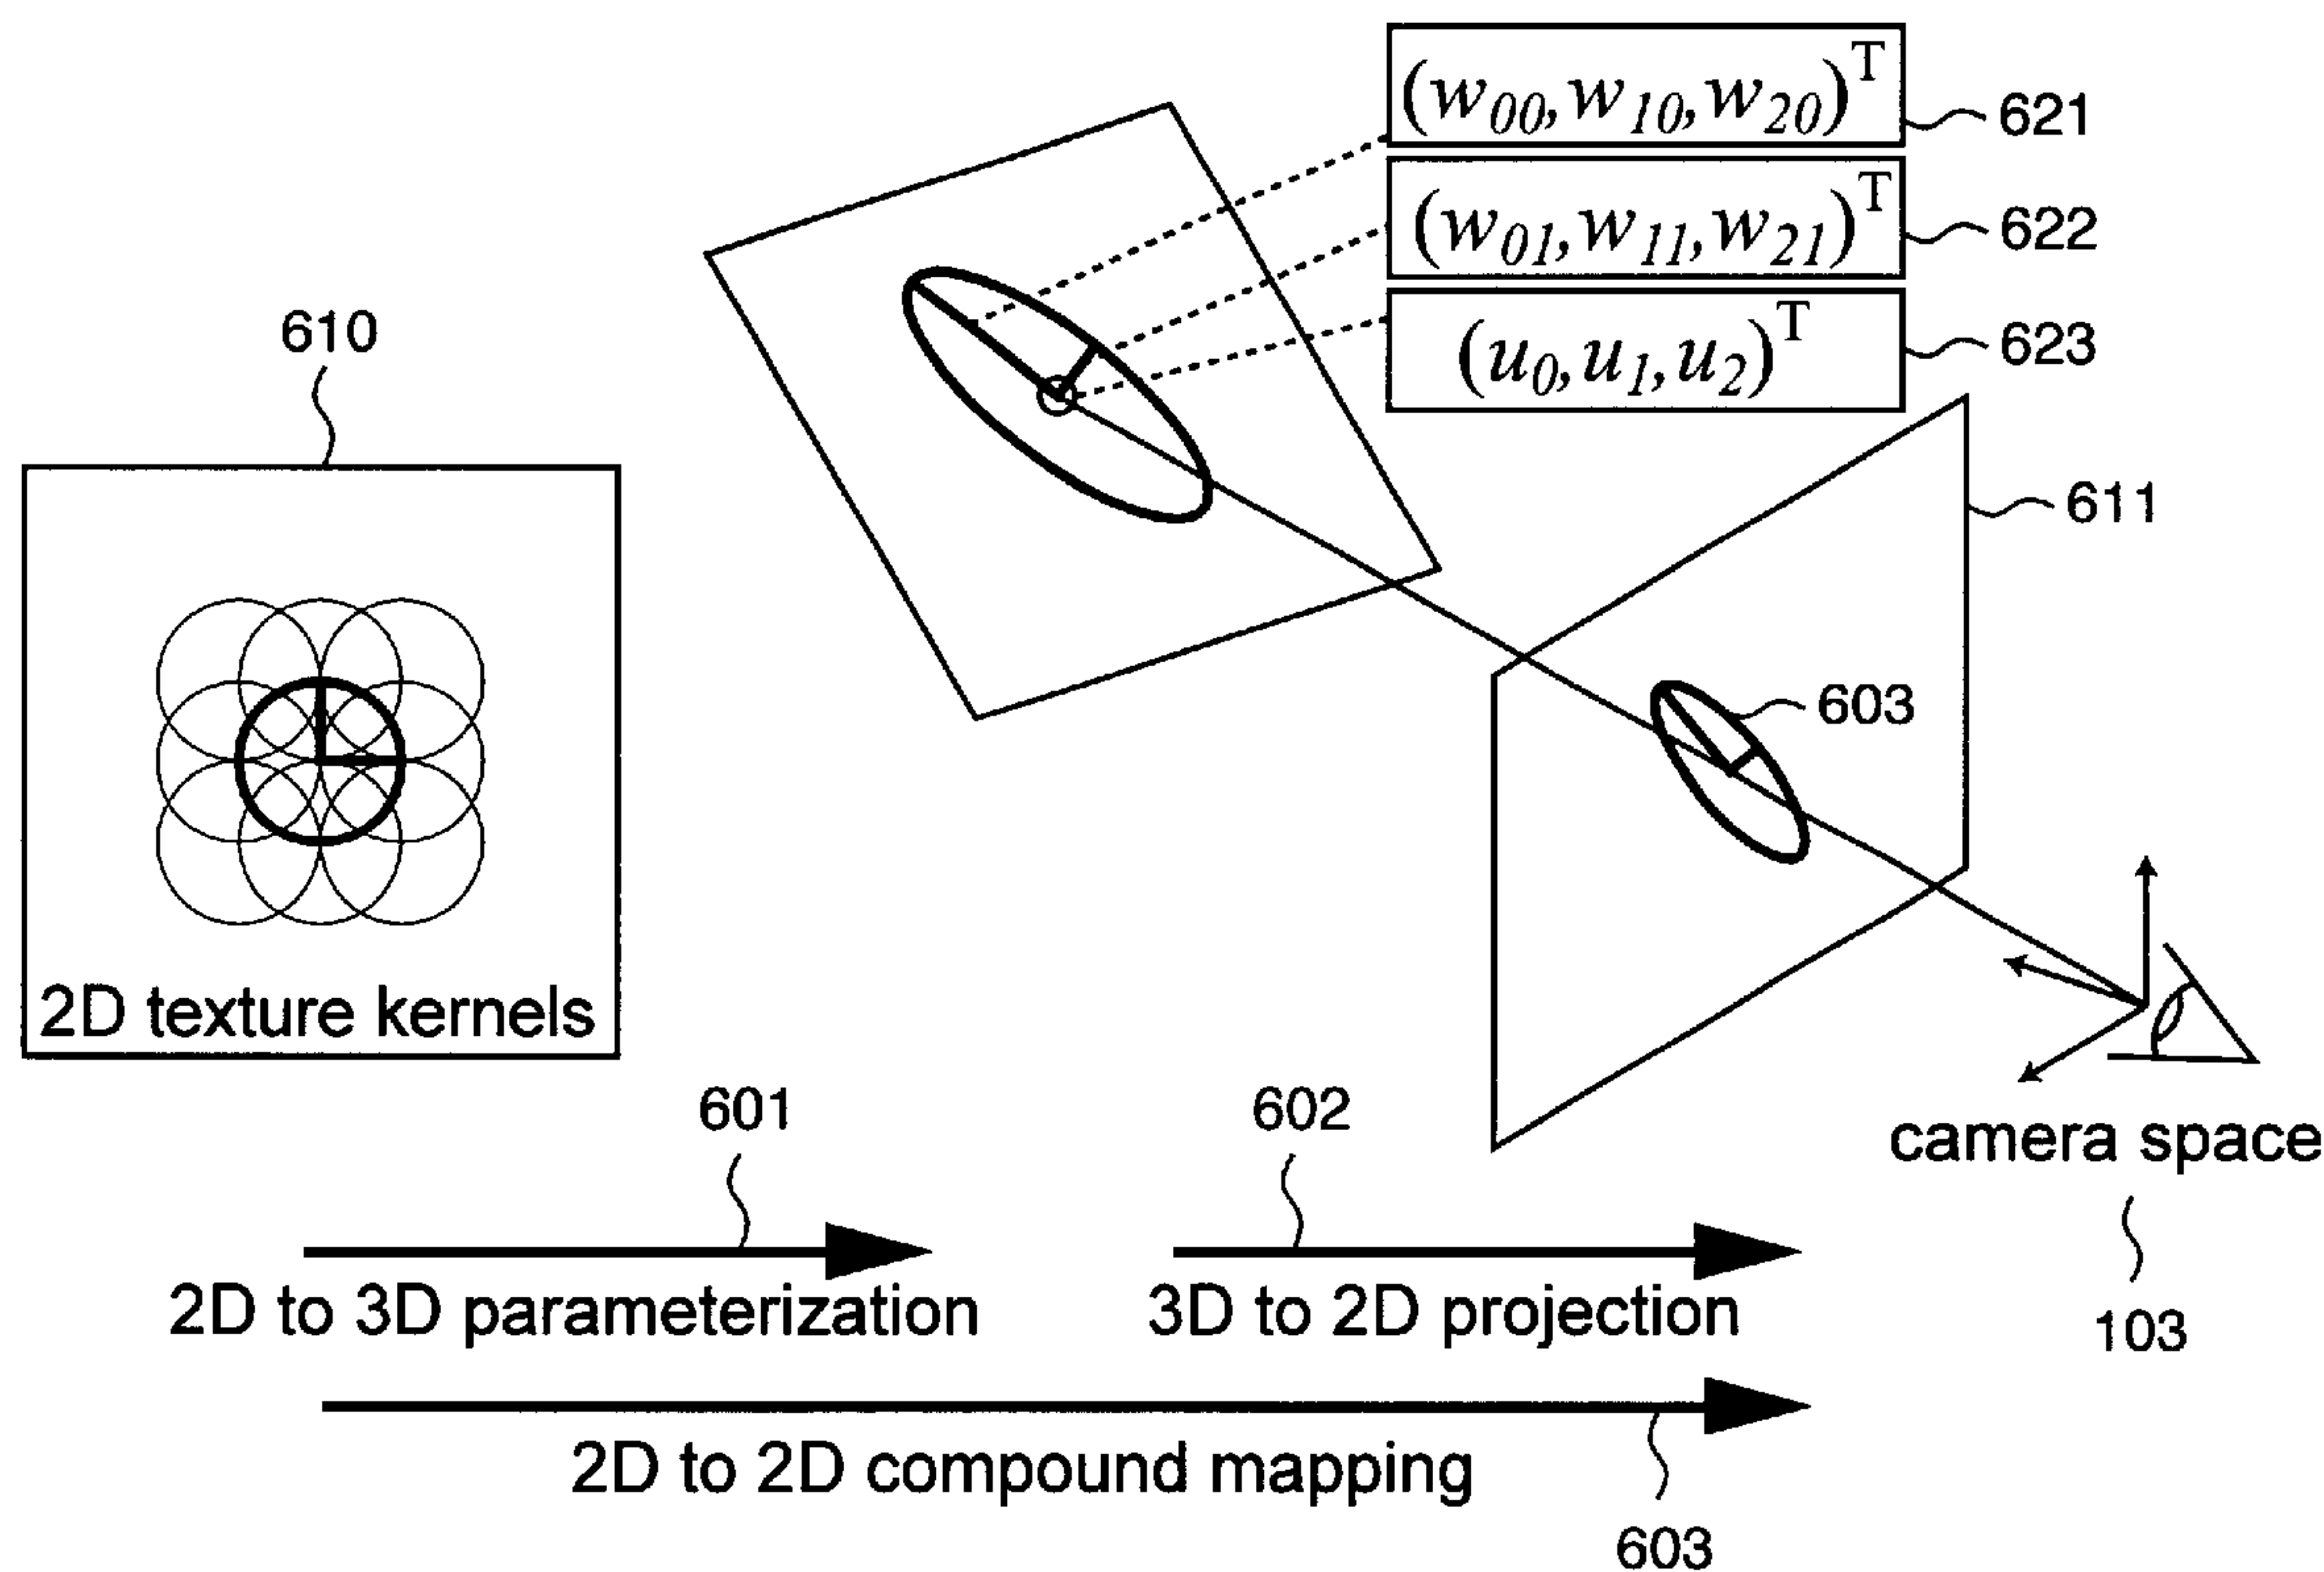 (w00, w10, w20)T
621
(w01, w11, w21)T
622
(u0, u1, u2)T
623
610
611
603
2D texture kernels
601
602
camera space
2D to 3D parameterization
3D to 2D projection
103
2D to 2D compound mapping
603